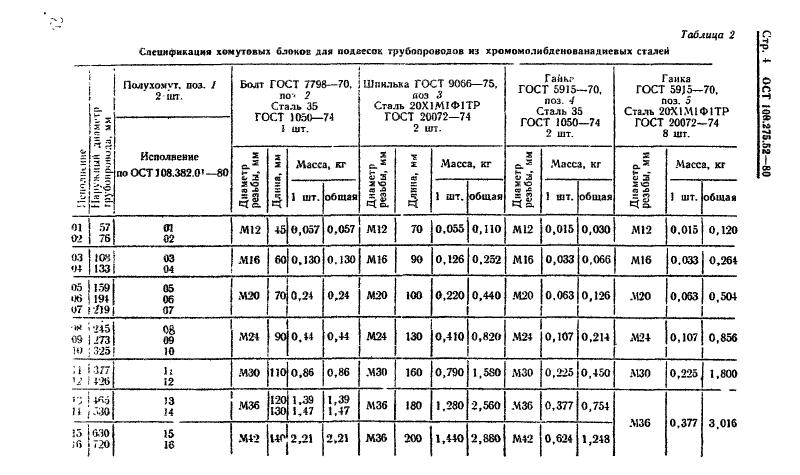 Таблица 2
Стр. 4 ОСТ 108.275.52—80
Спецификация хомутовых блоков для подвесок трубопроводов из хромомолибденованадиевых сталей
Исполнение
Наружный диаметр трубопровода, мм
Полухомут, поз. 1
2 шт.
Исполнение
по ОСТ 108.382.01—80
Болт ГОСТ 7798—70,
поз 2
Сталь 35
ГОСТ 1050—74
1 шт.
Шпилька ГОСТ 9066—75,
поз 3
Сталь 20Х1М1Ф1ТР
ГОСТ 20072—74
2 шт.
Гайка
ГОСТ 5915—70,
поз. 4
Сталь 35
ГОСТ 1050—74
2 шт.
Гайка
ГОСТ 5915—70,
поз. 5
Сталь 20Х1М1Ф1ТР
ГОСТ 20072—74
8 шт.
Диаметр резьбы, мм
Длина, мм
Масса, кг
1 шт. общая
Диаметр резьбы, мм
Длина, мм
Масса, кг
1 шт. общая
Диаметр резьбы, мм
Масса, кг
1 шт. общая
Диаметр резьбы, мм
Масса, кг
1 шт. общая
01 57 01 М12 45 0,057 0,057 М12 70 0,055 0,110 М12 0,015 0,030 М12 0,015 0,120
02 76 02
03 108 03 М16 60 0,130 0,130 М16 90 0,126 0,252 М16 0,033 0,066 М16 0,033 0,264
04 133 04
05 159 05
06 194 06 М20 70 0,24 0,24 М20 100 0,220 0,440 М20 0,063 0,126 М20 0,063 0,504
07 219 07
08 245 08
09 273 09 М24 90 0,44 0,44 М24 130 0,410 0,820 М24 0,107 0,214 М24 0,107 0,856
10 325 10
11 377 11 М30 110 0,86 0,86 М30 160 0,790 1,580 М30 0,225 0,450 М30 0,225 1,800
12 426 12
13 465 13 М36 120 1,39 1,39 М36 180 1,280 2,560 М36 0,377 0,754
14 530 14 130 1,47 1,47
М36 0,377 3,016
15 630 15 М42 140 2,21 2,21 М36 200 1,440 2,880 М42 0,624 1,248
16 720 16